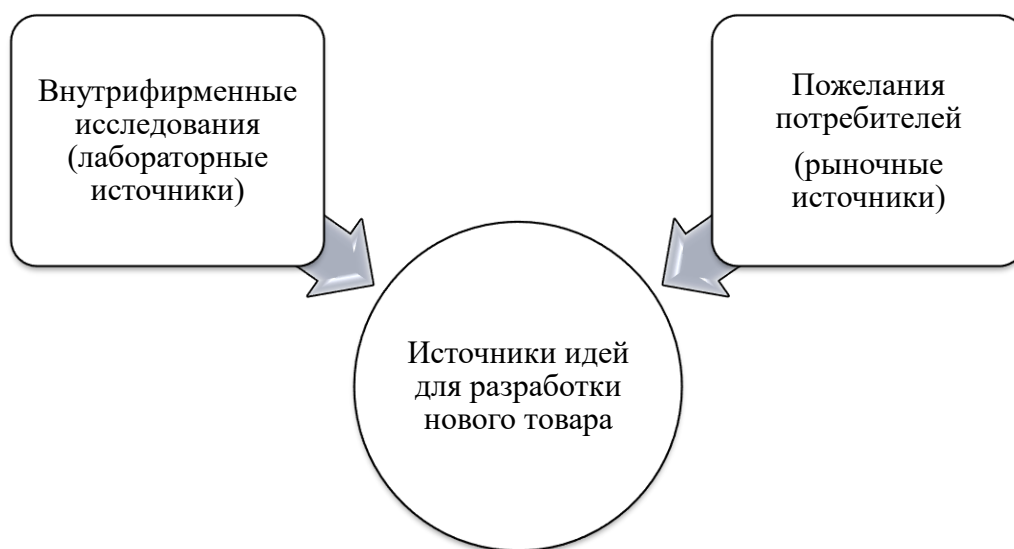 Внутрифирменные
исследования
(лабораторные
источники)
Пожелания
потребителей
(рыночные
источники)
Источники идей
для разработки
нового товара